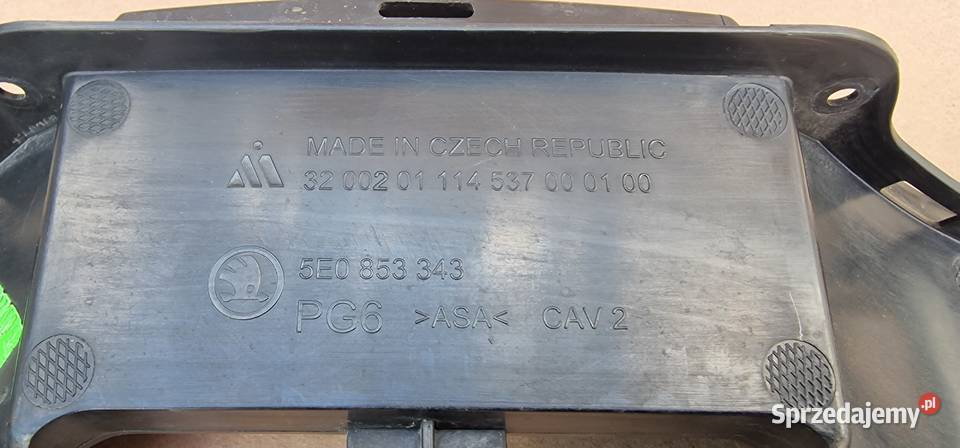 MADE IN CZECH REPUBLIC
32 002 01 114 537 00 01 00
5E0 853 343
PG6 >ASA< CAV 2
Sprzedajemy.pl